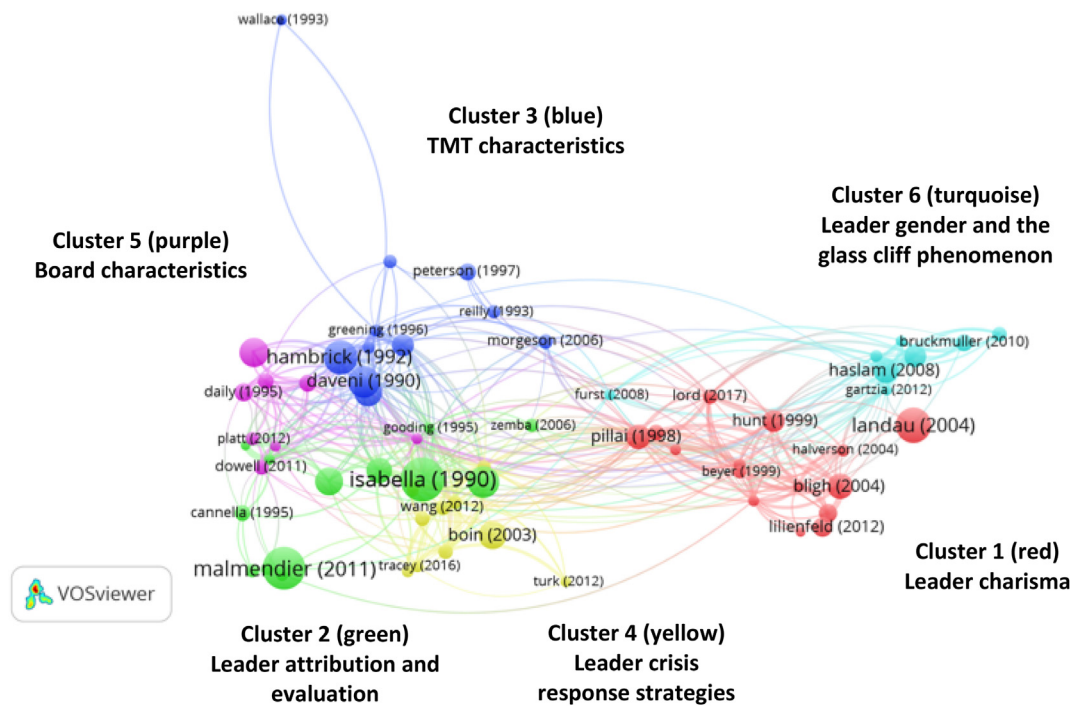 wallace (1993)
Cluster 3 (blue)
TMT characteristics
Cluster 6 (turquoise)
Leader gender and the
glass cliff phenomenon
Cluster 5 (purple)
Board characteristics
peterson (1997)
reilly (1993)
greening (1996)
morgeson (2006)
bruckmuller (2010)
hambrick (1992)
haslam (2008)
daveni (1990)
daily (1995)
gartzia (2012)
furst (2008)
lord (2017)
gooding (1995)
zemba (2006)
hunt (1999)
landau (2004)
platt (2012)
pillai (1998)
halverson (2004)
dowell (2011)
beyer (1999)
isabella (1990)
bligh (2004)
cannella (1995)
wang (2012)
lilienfeld (2012)
boin (2003)
malmendier (2011)
tracey (2016)
turk (2012)
Cluster 1 (red)
Leader charisma
VOSviewer
Cluster 2 (green)
Leader attribution and
evaluation
Cluster 4 (yellow)
Leader crisis
response strategies